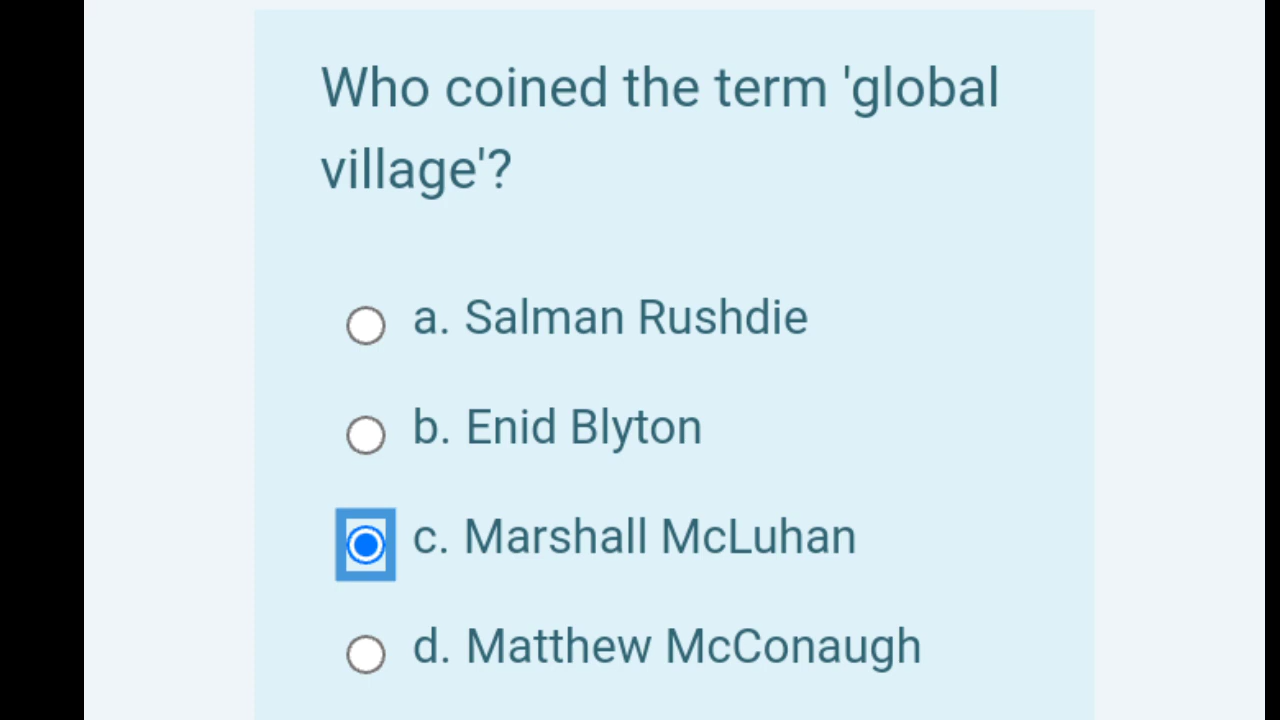 Who coined the term 'global
village'?
a. Salman Rushdie
b. Enid Blyton
c. Marshall McLuhan
d. Matthew McConaugh